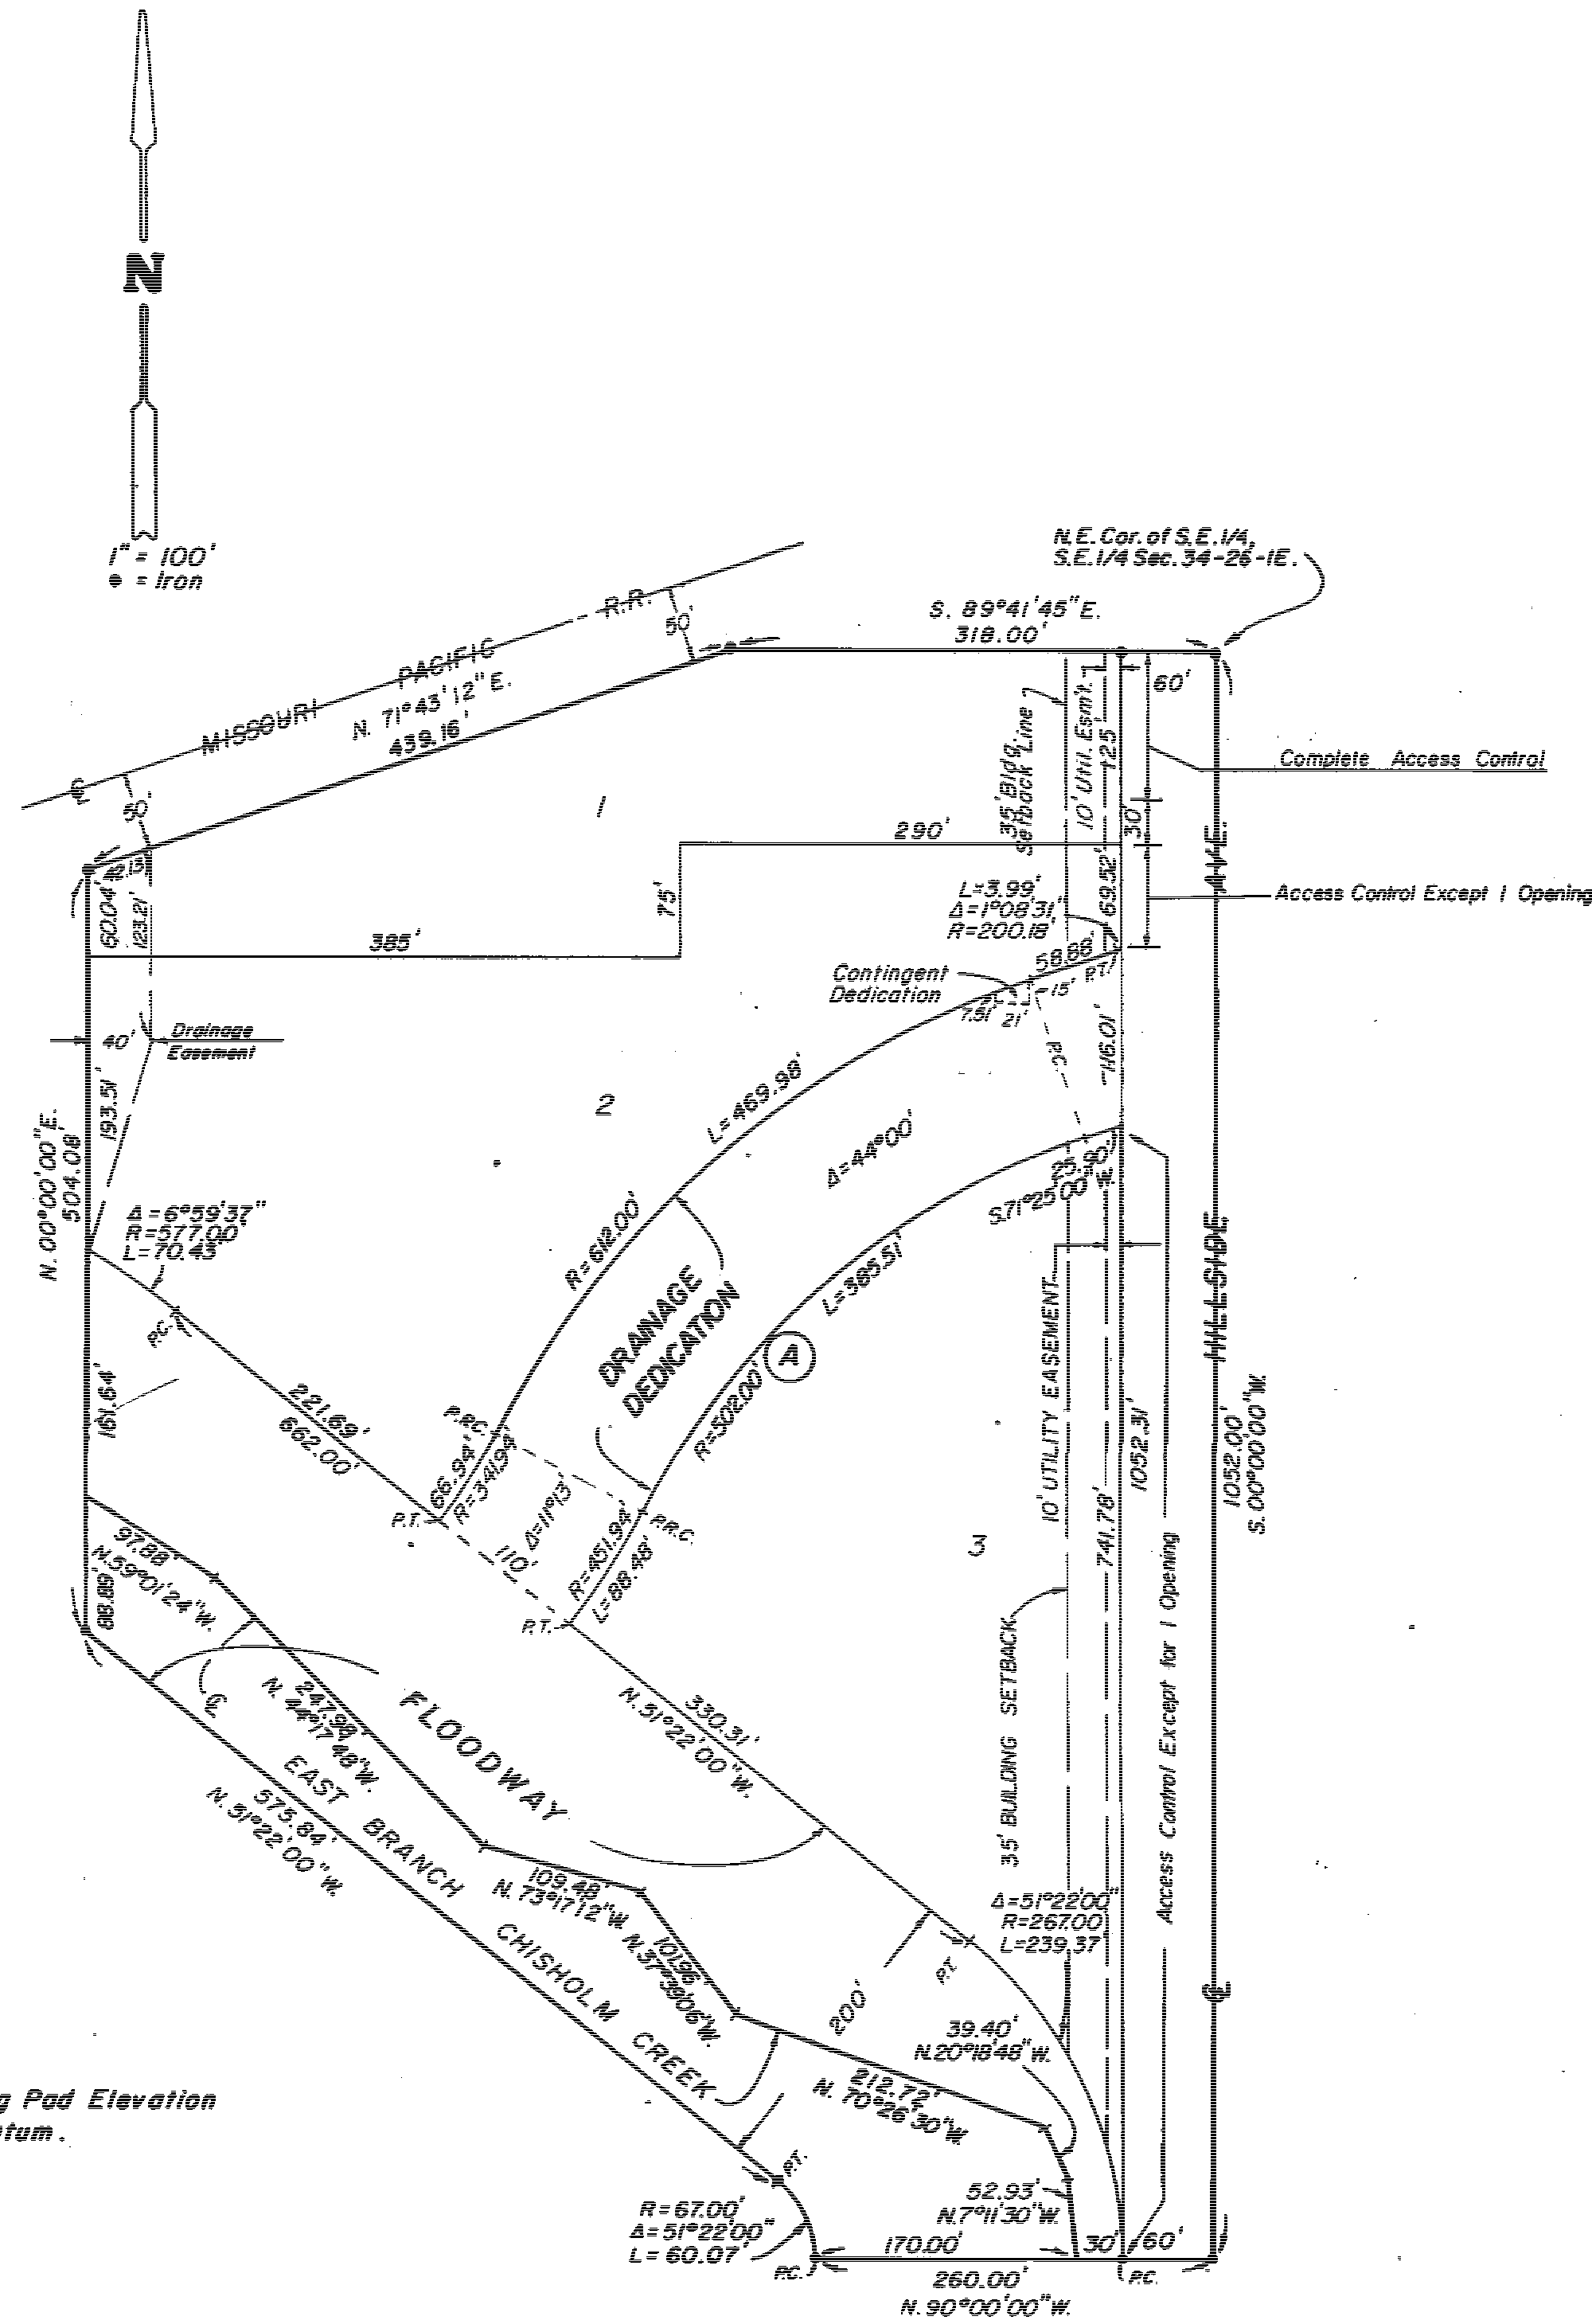 N
1" = 100'
● = Iron
N.E. Cor. of S.E. 1/4,
S.E. 1/4 Sec. 34-26-1E.
S. 89°41'45" E.
318.00'
MISSOURI PACIFIC R.R.
50'
N. 71°43'12" E.
439.16'
℄
50'
60'
Complete Access Control
35' Bldg.
Setback Line
10' Util. Esmt.
125'
30'
1
290'
75'
42.13'
60.04'
123.21'
385'
69.52'
Access Control Except 1 Opening
L=3.99'
Δ=1°08'31"
R=200.18'
58.88'
P.T.
Contingent
Dedication
15'
7.51'
21'
P.C.
116.01'
40'
Drainage
Easement
193.51'
N. 00°00'00" E.
504.08'
2
L=469.98'
Δ=44°00'
25.90'
S.71°25'00"W.
Δ=6°59'37"
R=577.00'
L=70.43'
P.C.
R=612.00'
L=385.51'
DRAINAGE
DEDICATION
A
R=502.00'
HILLSIDE AVE.
10' UTILITY EASEMENT
161.64'
221.69'
662.00'
P.R.C.
66.94'
R=341.94'
Δ=11°13'
P.R.C.
P.T.
110'
R=451.94'
L=88.48'
P.T.
3
741.78'
1052.31'
1052.00'
S. 00°00'00" W.
Access Control Except for 1 Opening
97.88'
N.59°01'24"W.
88.89'
35' BUILDING SETBACK
℄
247.98'
N. 44°17'48"W.
FLOODWAY
330.31'
N. 51°22'00"W.
575.84'
N. 51°22'00"W.
EAST BRANCH CHISHOLM CREEK
109.48'
N. 73°17'12"W.
101.96'
N.37°39'06"W.
Δ=51°22'00"
R=267.00'
L=239.37'
P.T.
200'
℄
39.40'
N.20°18'48"W.
212.72'
N. 70°26'30"W.
g Pad Elevation
tum.
P.T.
52.93'
N.7°11'30"W.
R=67.00'
Δ=51°22'00"
L=60.07'
P.C.
170.00'
30'
60'
P.C.
260.00'
N. 90°00'00"W.